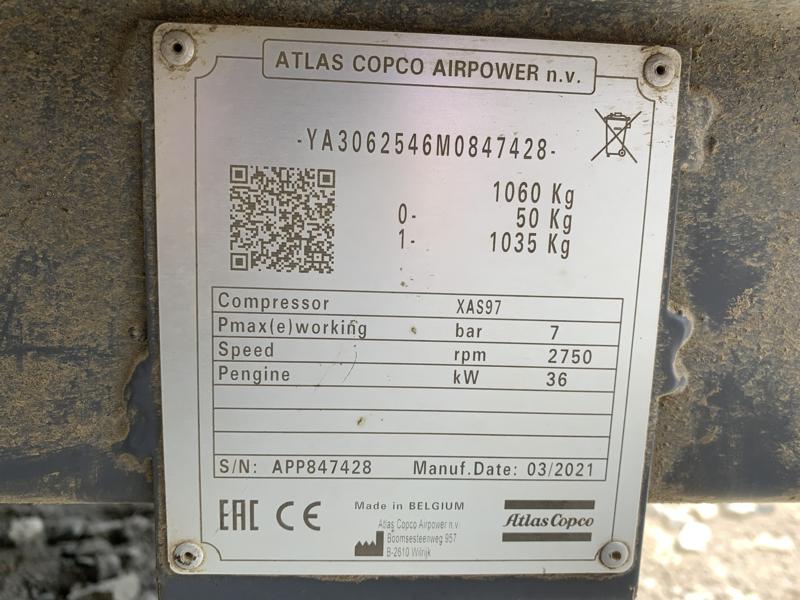 ATLAS COPCO AIRPOWER n.v.
-YA3062546M0847428-
1060 Kg
0- 50 Kg
1- 1035 Kg
Compressor XAS97
Pmax(e)working bar 7
Speed rpm 2750
Pengine kW 36
S/N: APP847428 Manuf.Date: 03/2021
EAC CE
Made in BELGIUM
Atlas Copco Airpower n.v.
Boomsesteenweg 957
B-2610 Wilrijk
Atlas Copco